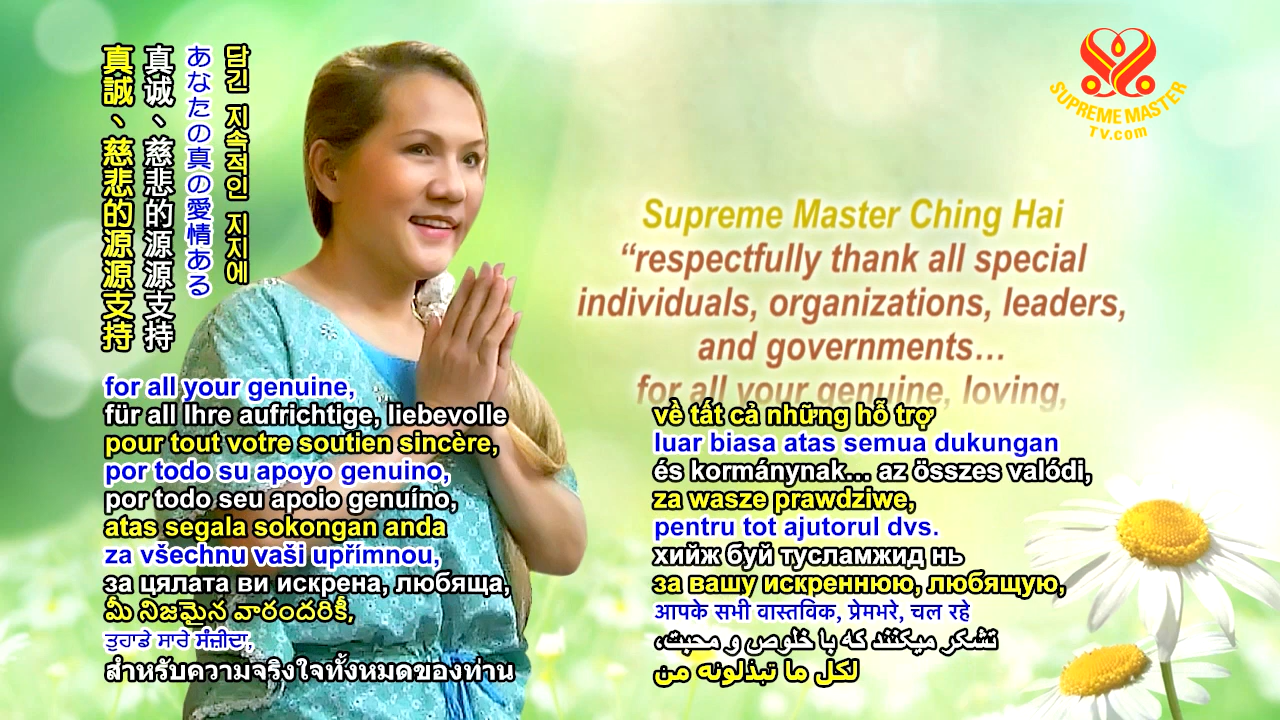 담긴 지속적인 지지에
あなたの真の愛情ある
真诚、慈悲的源源支持
真誠、慈悲的源源支持
SUPREME MASTER
TV.com
Supreme Master Ching Hai
“respectfully thank all special
individuals, organizations, leaders,
and governments…
for all your genuine, loving,
for all your genuine,
für all Ihre aufrichtige, liebevolle
pour tout votre soutien sincère,
por todo su apoyo genuino,
por todo seu apoio genuíno,
atas segala sokongan anda
za všechnu vaši upřímnou,
за цялата ви искрена, любяща,
మీ నిజమైన వారందరికీ,
ਤੁਹਾਡੇ ਸਾਰੇ ਸੰਜ਼ੀਦਾ,
สำหรับความจริงใจทั้งหมดของท่าน
về tất cả những hỗ trợ
luar biasa atas semua dukungan
és kormánynak... az összes valódi,
za wasze prawdziwe,
pentru tot ajutorul dvs.
хийж буй тусламжид нь
за вашу искреннюю, любящую,
आपके सभी वास्तविक, प्रेमभरे, चल रहे
تشکر میکنند که با خلوص و محبت،
لكل ما تبذلونه من